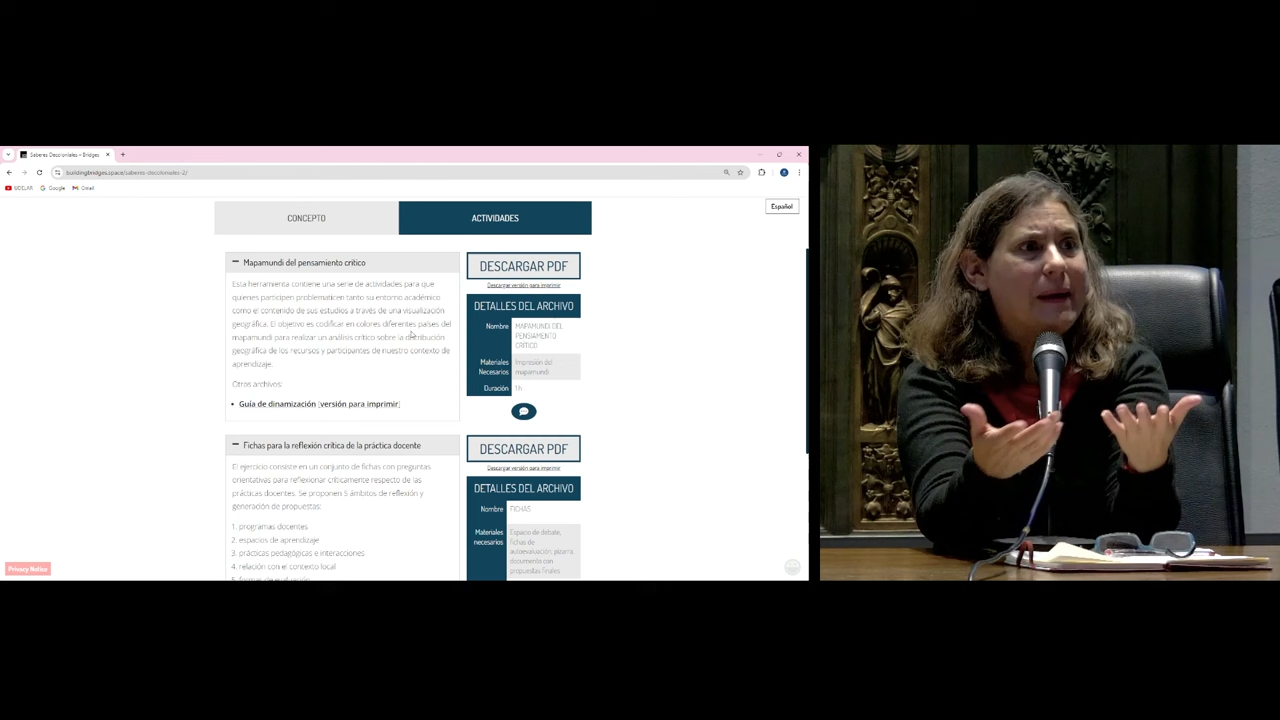 Saberes Decoloniales – Bridges
buildingbridges.space/saberes-decoloniales-2/
UDELAR Google Gmail
Español
CONCEPTO
ACTIVIDADES
Mapamundi del pensamiento crítico
Esta herramienta contiene una serie de actividades para que
quienes participen problematicen tanto su entorno académico
como el contenido de sus estudios a través de una visualización
geográfica. El objetivo es codificar en colores diferentes países del
mapamundi para realizar un análisis crítico sobre la distribución
geográfica de los recursos y participantes de nuestro contexto de
aprendizaje.
Otros archivos:
• Guía de dinamización [versión para imprimir]
DESCARGAR PDF
Descargar versión para imprimir
DETALLES DEL ARCHIVO
Nombre MAPAMUNDI DEL
PENSIAMENTO
CRÍTICO
Materiales Impresión del
Necesarios mapamundi
Duración 1h
Fichas para la reflexión crítica de la práctica docente
El ejercicio consiste en un conjunto de fichas con preguntas
orientativas para reflexionar críticamente respecto de las
prácticas docentes. Se proponen 5 ámbitos de reflexión y
generación de propuestas:
1. programas docentes
2. espacios de aprendizaje
3. prácticas pedagógicas e interacciones
4. relación con el contexto local
5. formas de evaluación
DESCARGAR PDF
Descargar versión para imprimir
DETALLES DEL ARCHIVO
Nombre FICHAS
Materiales Espacio de debate,
necesarios fichas de
autoevaluación, pizarra,
documento con
propuestas finales
Privacy Notice